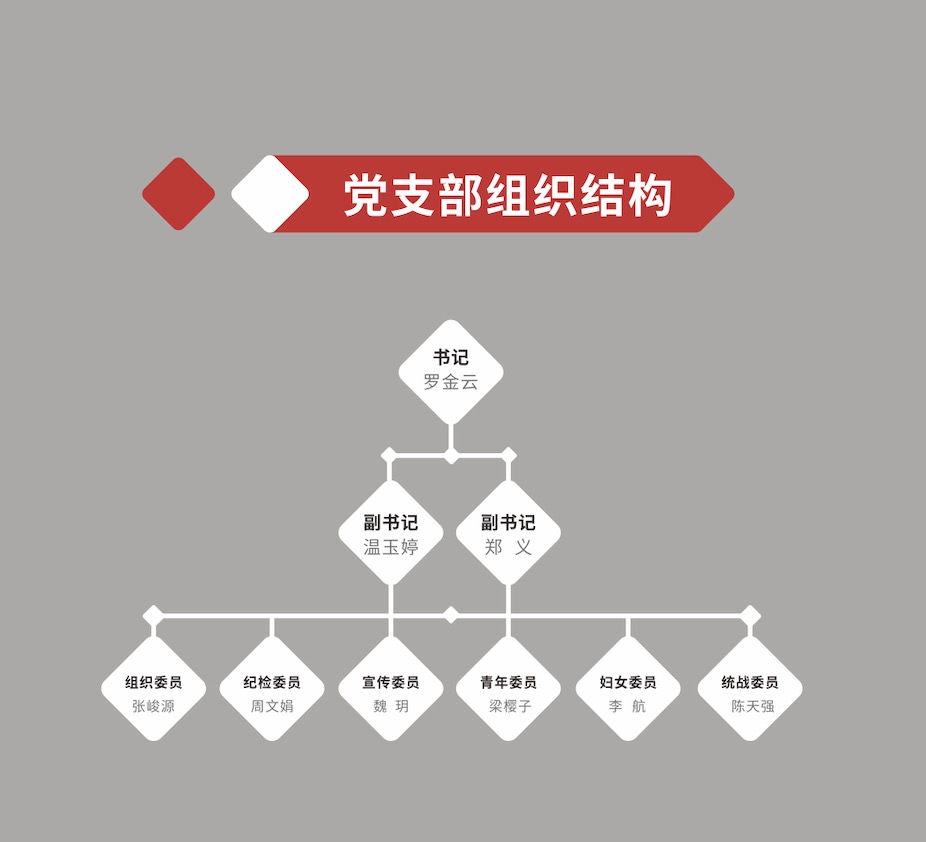 党支部组织结构
书记
罗金云
副书记
温玉婷
副书记
郑 义
组织委员
张峻源
纪检委员
周文娟
宣传委员
魏 玥
青年委员
梁樱子
妇女委员
李 航
统战委员
陈天强